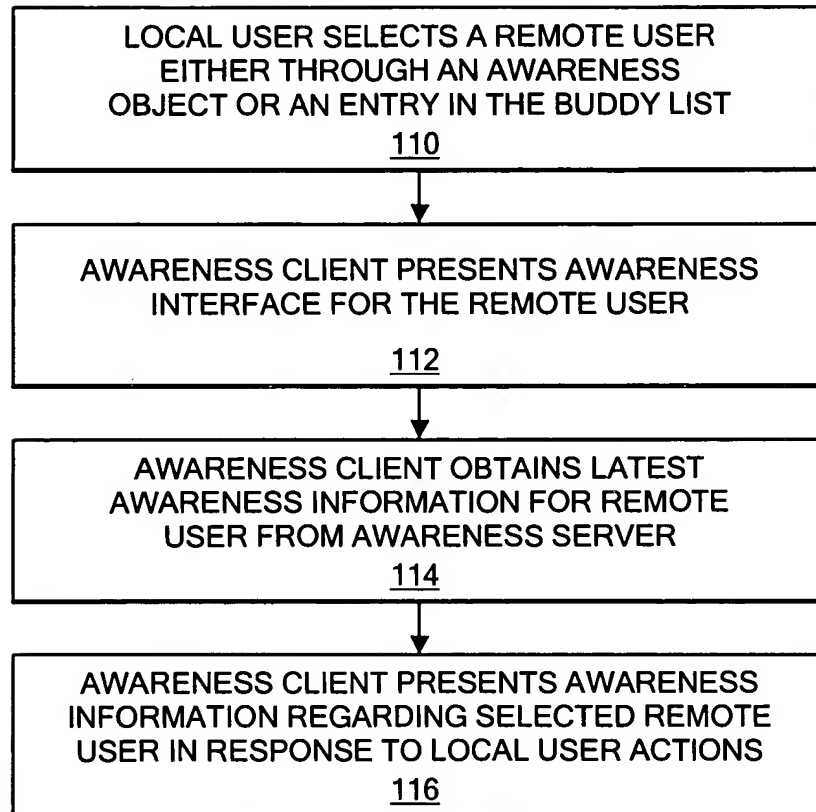 LOCAL USER SELECTS A REMOTE USER
EITHER THROUGH AN AWARENESS
OBJECT OR AN ENTRY IN THE BUDDY LIST
110
AWARENESS CLIENT PRESENTS AWARENESS
INTERFACE FOR THE REMOTE USER
112
AWARENESS CLIENT OBTAINS LATEST
AWARENESS INFORMATION FOR REMOTE
USER FROM AWARENESS SERVER
114
AWARENESS CLIENT PRESENTS AWARENESS
INFORMATION REGARDING SELECTED REMOTE
USER IN RESPONSE TO LOCAL USER ACTIONS
116